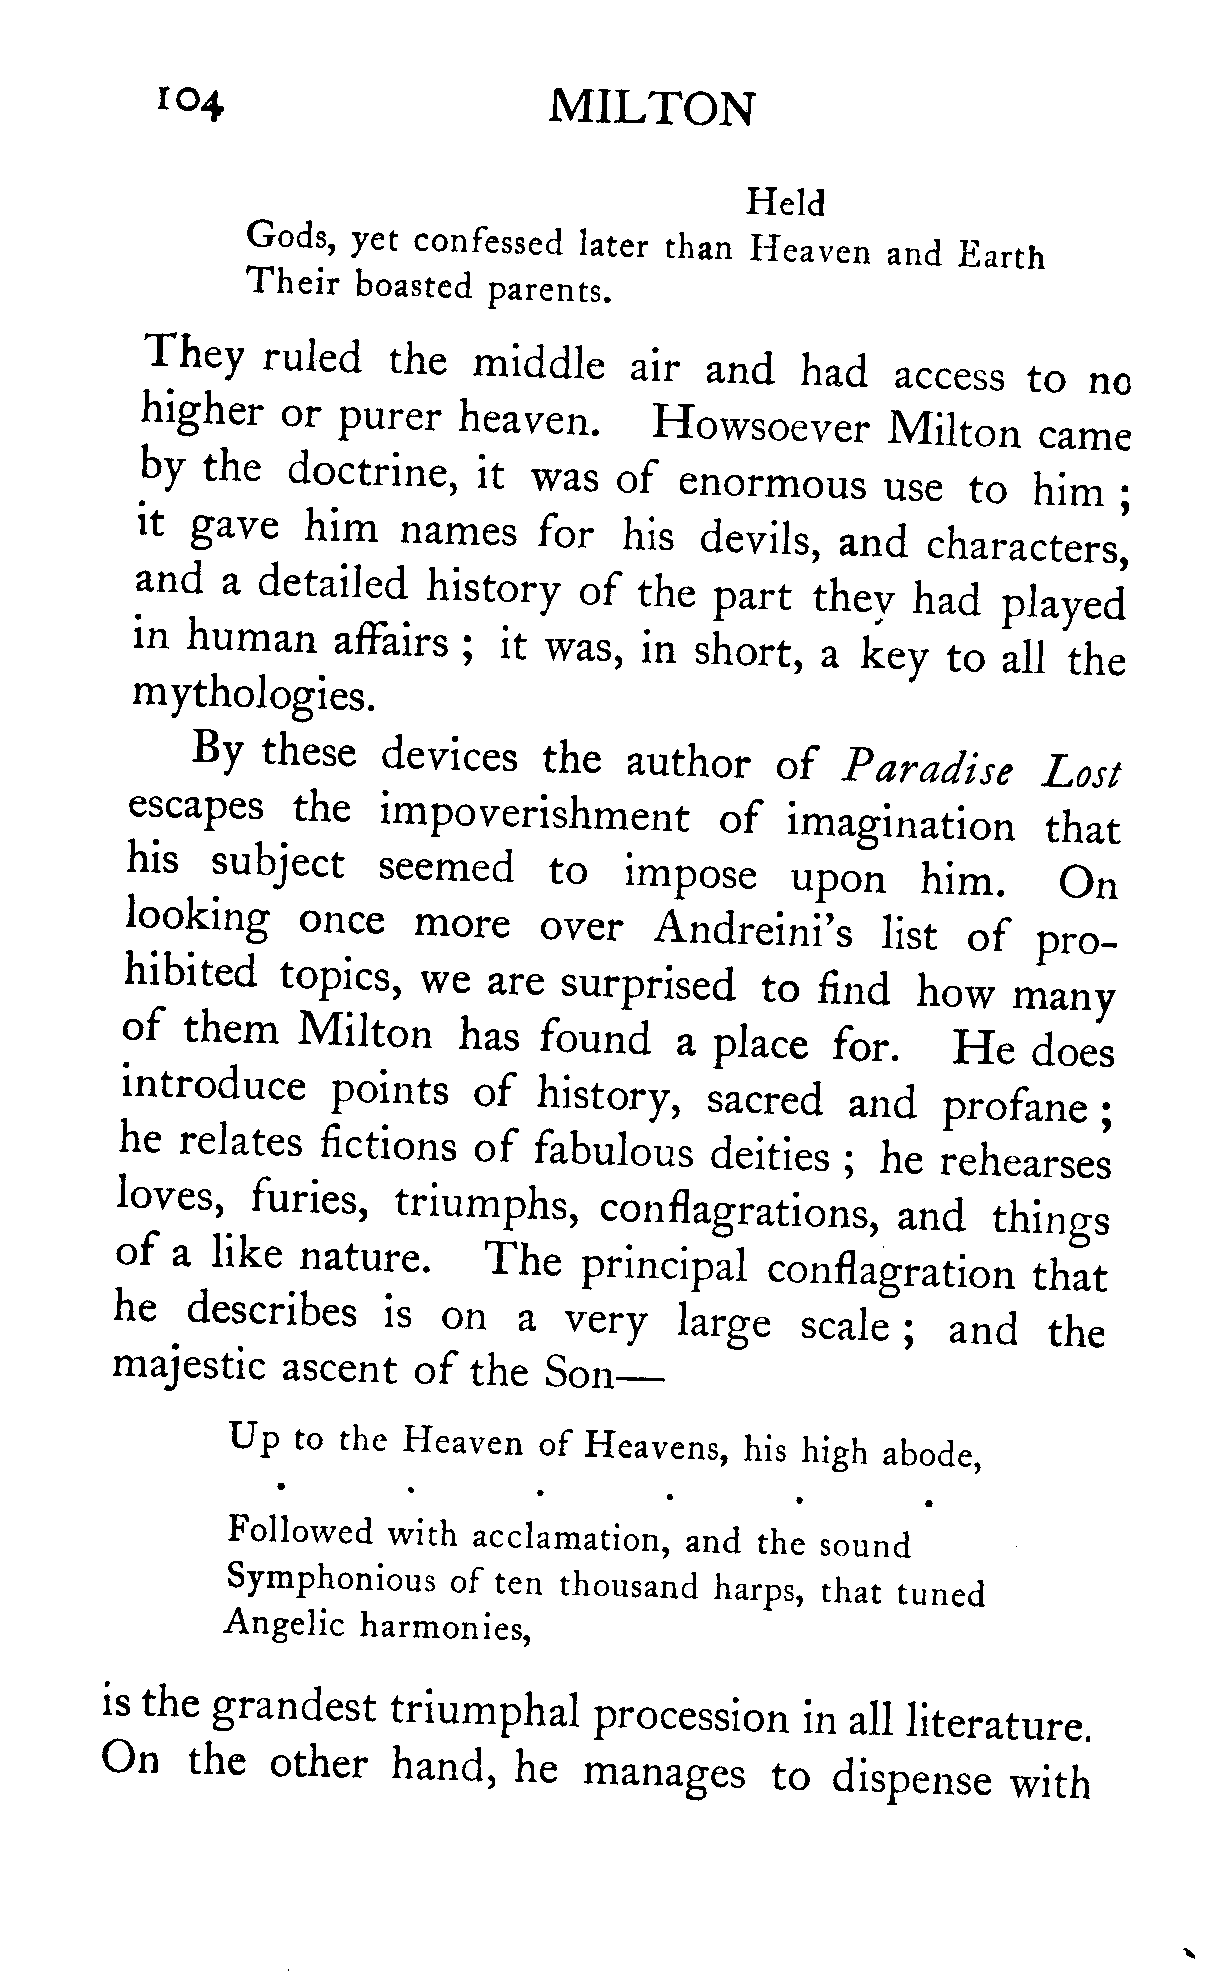 104 MILTON
Held
Gods, yet confessed later than Heaven and Earth
Their boasted parents.
They ruled the middle air and had access to no
higher or purer heaven. Howsoever Milton came
by the doctrine, it was of enormous use to him ;
it gave him names for his devils, and characters,
and a detailed history of the part they had played
in human affairs ; it was, in short, a key to all the
mythologies.
By these devices the author of Paradise Lost
escapes the impoverishment of imagination that
his subject seemed to impose upon him. On
looking once more over Andreini's list of pro-
hibited topics, we are surprised to find how many
of them Milton has found a place for. He does
introduce points of history, sacred and profane ;
he relates fictions of fabulous deities ; he rehearses
loves, furies, triumphs, conflagrations, and things
of a like nature. The principal conflagration that
he describes is on a very large scale ; and the
majestic ascent of the Son—
Up to the Heaven of Heavens, his high abode,
. . . . . .
Followed with acclamation, and the sound
Symphonious of ten thousand harps, that tuned
Angelic harmonies,
is the grandest triumphal procession in all literature.
On the other hand, he manages to dispense with